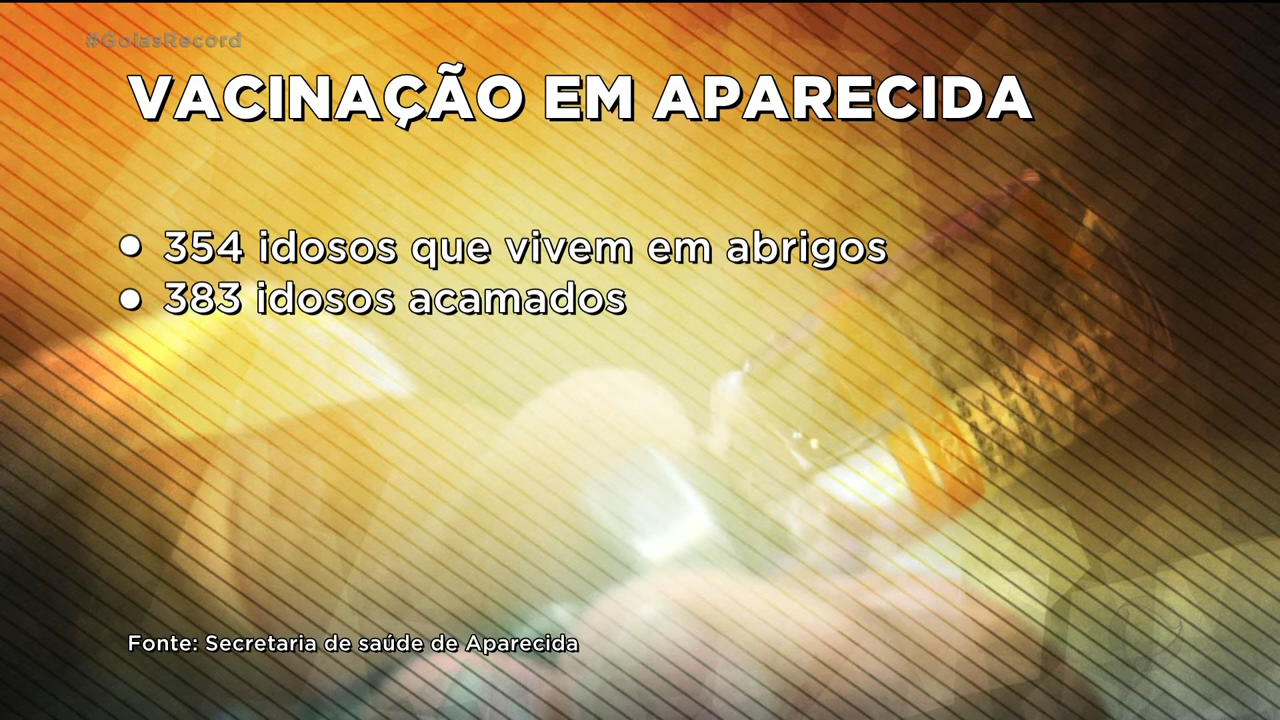 #GoiasRecord
VACINAÇÃO EM APARECIDA
354 idosos que vivem em abrigos
383 idosos acamados
Fonte: Secretaria de saúde de Aparecida